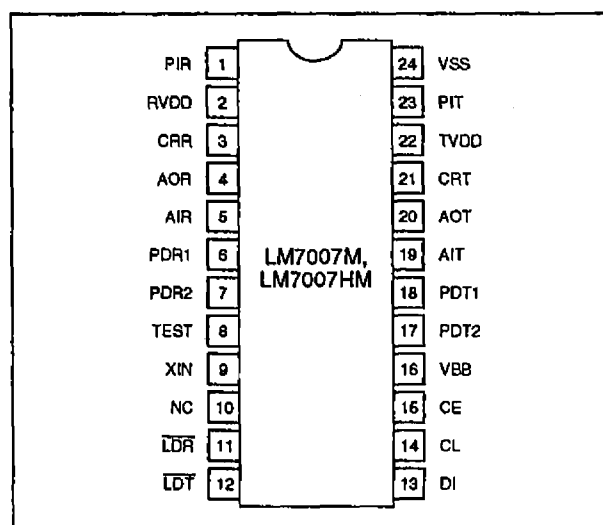 PIR 1 24 VSS
RVDD 2 23 PIT
CRR 3 22 TVDD
AOR 4 21 CRT
AIR 5 20 AOT
LM7007M,
LM7007HM
19 AIT
PDR1 6 18 PDT1
PDR2 7 17 PDT2
TEST 8 16 VBB
XIN 9 15 CE
NC 10 14 CL
LDR 11 13 DI
LDT 12